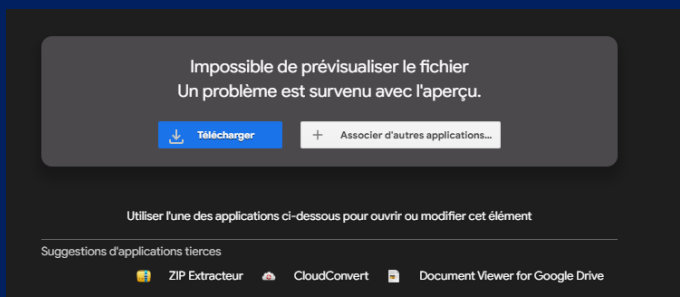 Impossible de prévisualiser le fichier
Un problème est survenu avec l'aperçu.
Télécharger
Associer d'autres applications...
Utiliser l'une des applications ci-dessous pour ouvrir ou modifier cet élément
Suggestions d'applications tierces
ZIP Extracteur CloudConvert Document Viewer for Google Drive